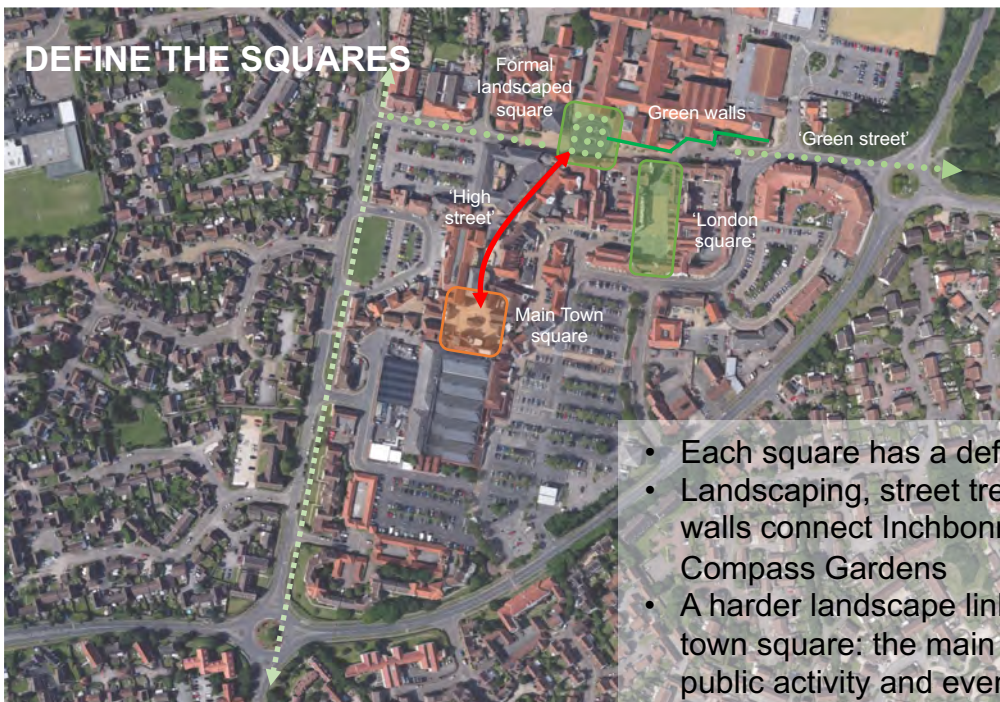 DEFINE THE SQUARES
Formal
landscaped
square
Green walls
'Green street'
'High
street'
'London
square'
Main Town
square
• Each square has a def
• Landscaping, street tre
walls connect Inchbonn
Compass Gardens
• A harder landscape link
town square: the main
public activity and even